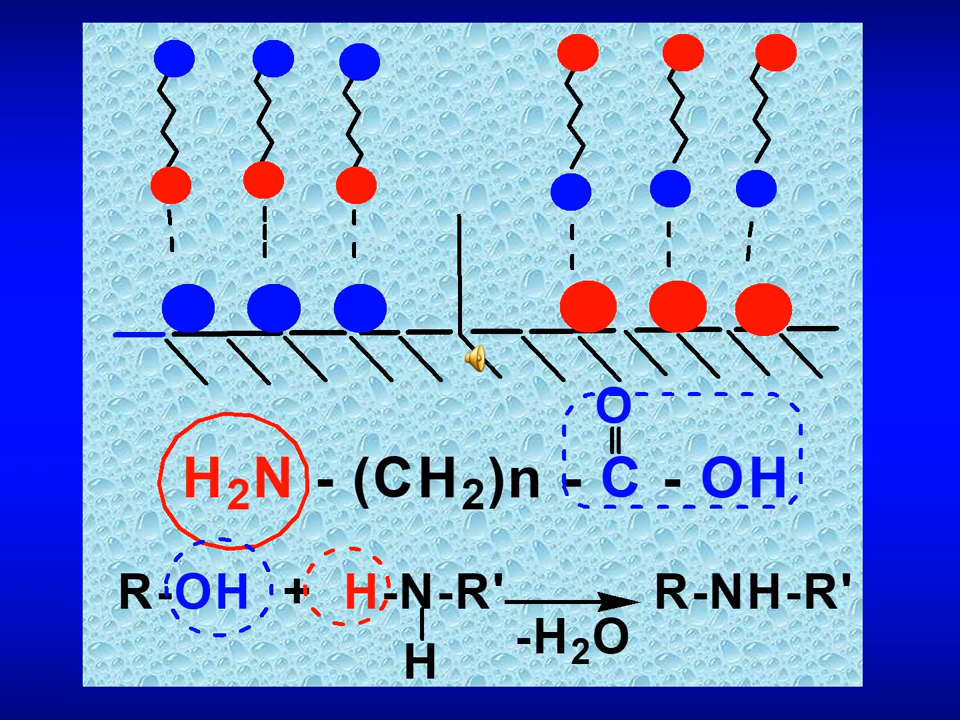 O
||
H₂N - (CH₂)n - C - OH
R-OH + H-N-R' R-NH-R'
-H₂O
H